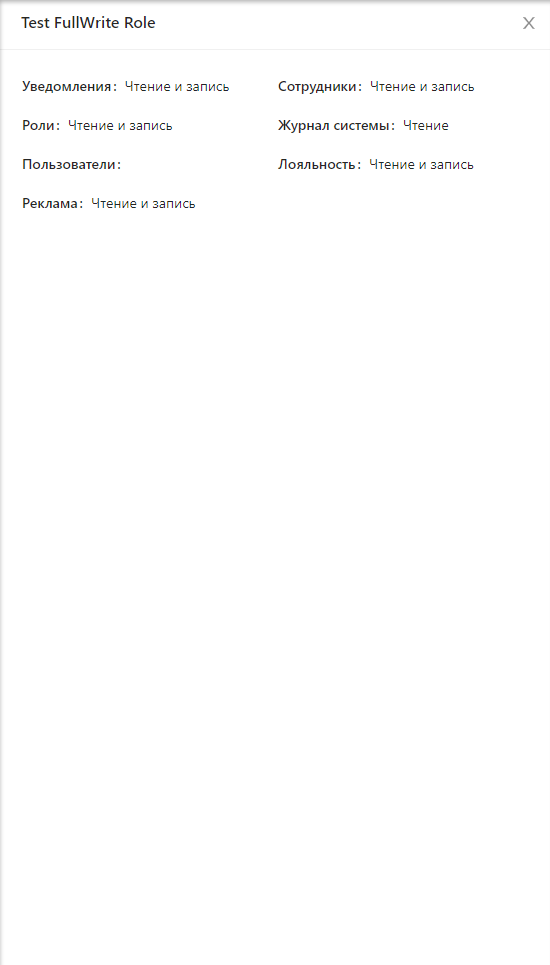 Test FullWrite Role
Уведомления: Чтение и запись
Сотрудники: Чтение и запись
Роли: Чтение и запись
Журнал системы: Чтение
Пользователи:
Лояльность: Чтение и запись
Реклама: Чтение и запись